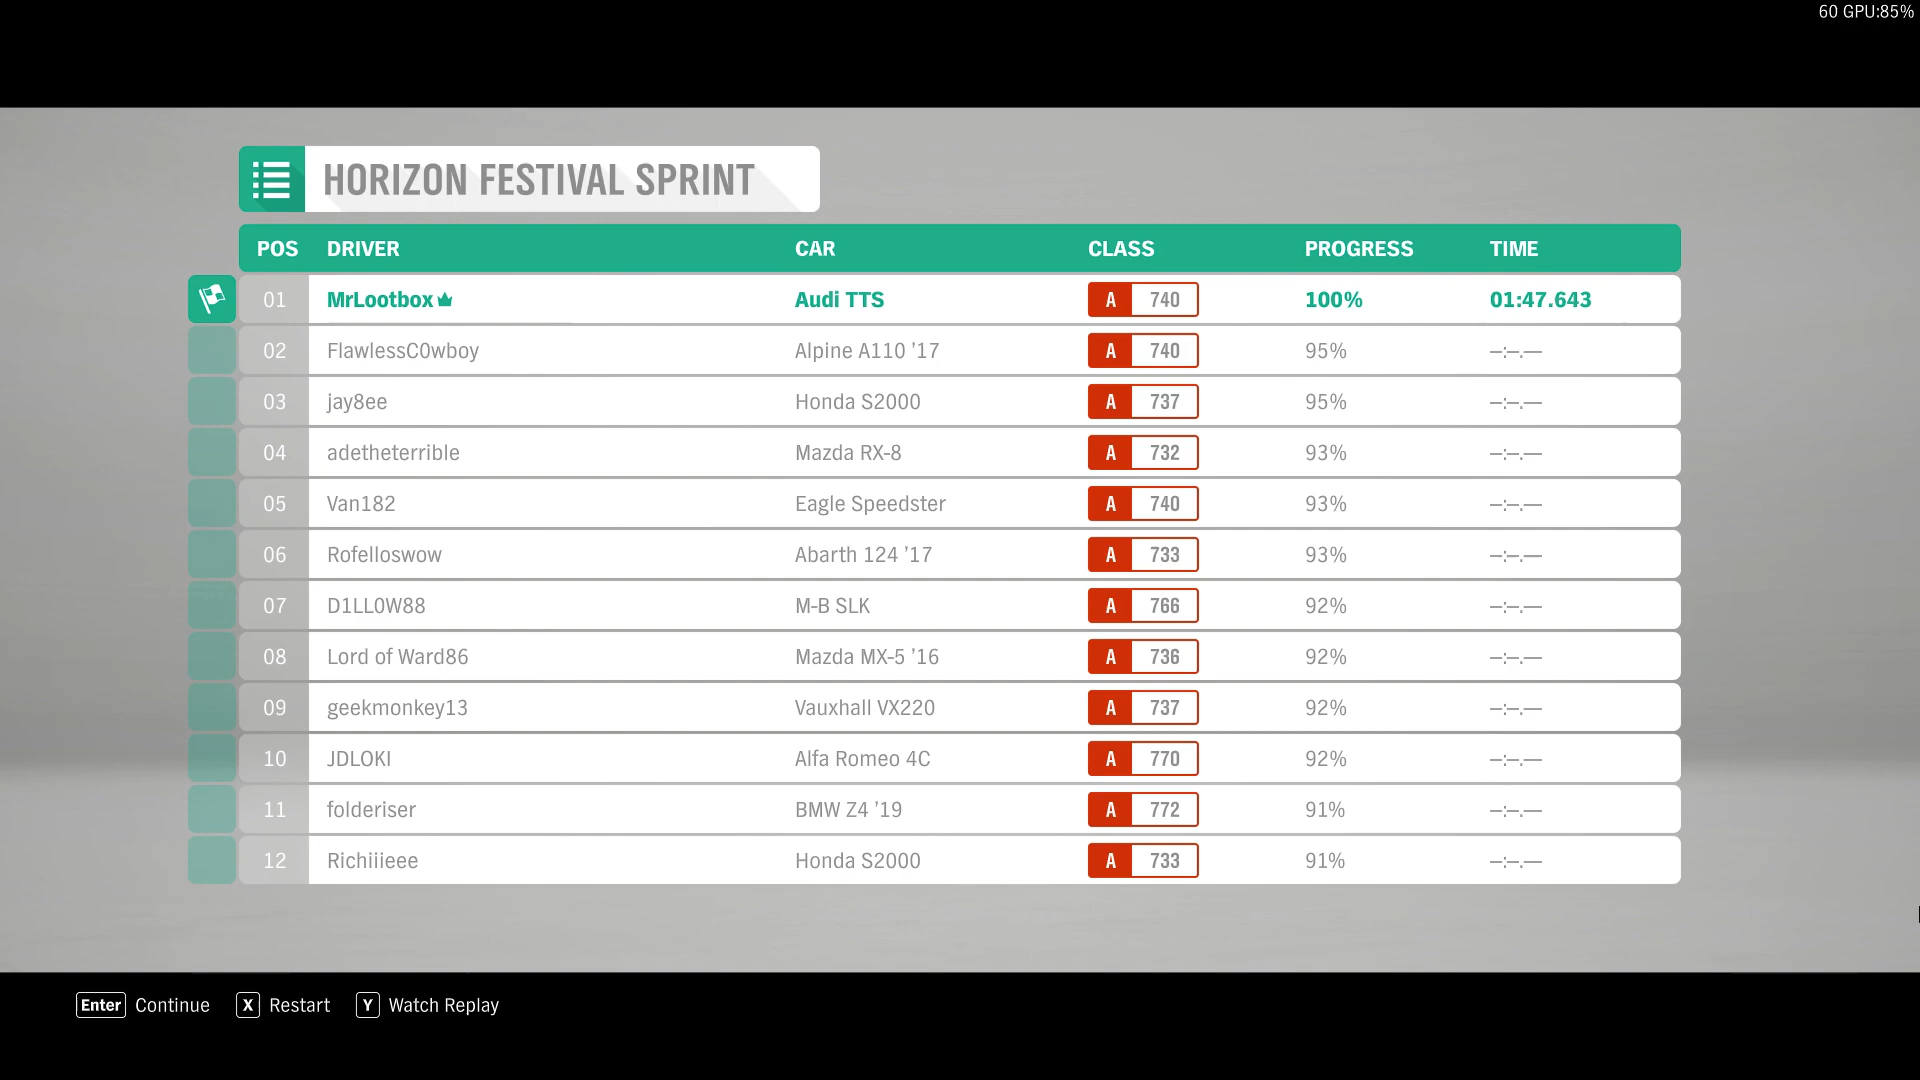 60 GPU:85%
HORIZON FESTIVAL SPRINT
POS DRIVER CAR CLASS PROGRESS TIME
01 MrLootbox Audi TTS A 740 100% 01:47.643
02 FlawlessC0wboy Alpine A110 ’17 A 740 95% –:–.—
03 jay8ee Honda S2000 A 737 95% –:–.—
04 adetheterrible Mazda RX-8 A 732 93% –:–.—
05 Van182 Eagle Speedster A 740 93% –:–.—
06 Rofelloswow Abarth 124 ’17 A 733 93% –:–.—
07 D1LL0W88 M-B SLK A 766 92% –:–.—
08 Lord of Ward86 Mazda MX-5 ’16 A 736 92% –:–.—
09 geekmonkey13 Vauxhall VX220 A 737 92% –:–.—
10 JDLOKI Alfa Romeo 4C A 770 92% –:–.—
11 folderiser BMW Z4 ’19 A 772 91% –:–.—
12 Richiiieee Honda S2000 A 733 91% –:–.—
Enter Continue X Restart Y Watch Replay